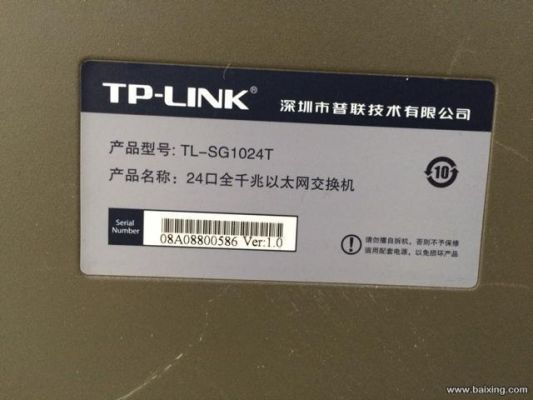 TP-LINK®
深圳市普联技术有限公司
产品型号: TL-SG1024T
产品名称: 24口全千兆以太网交换机
10
Serial Number
08A08800586 Ver:1.0
请勿擅自拆机，否则不予保修
请用配套电源，以免损坏产品
www.baixing.com